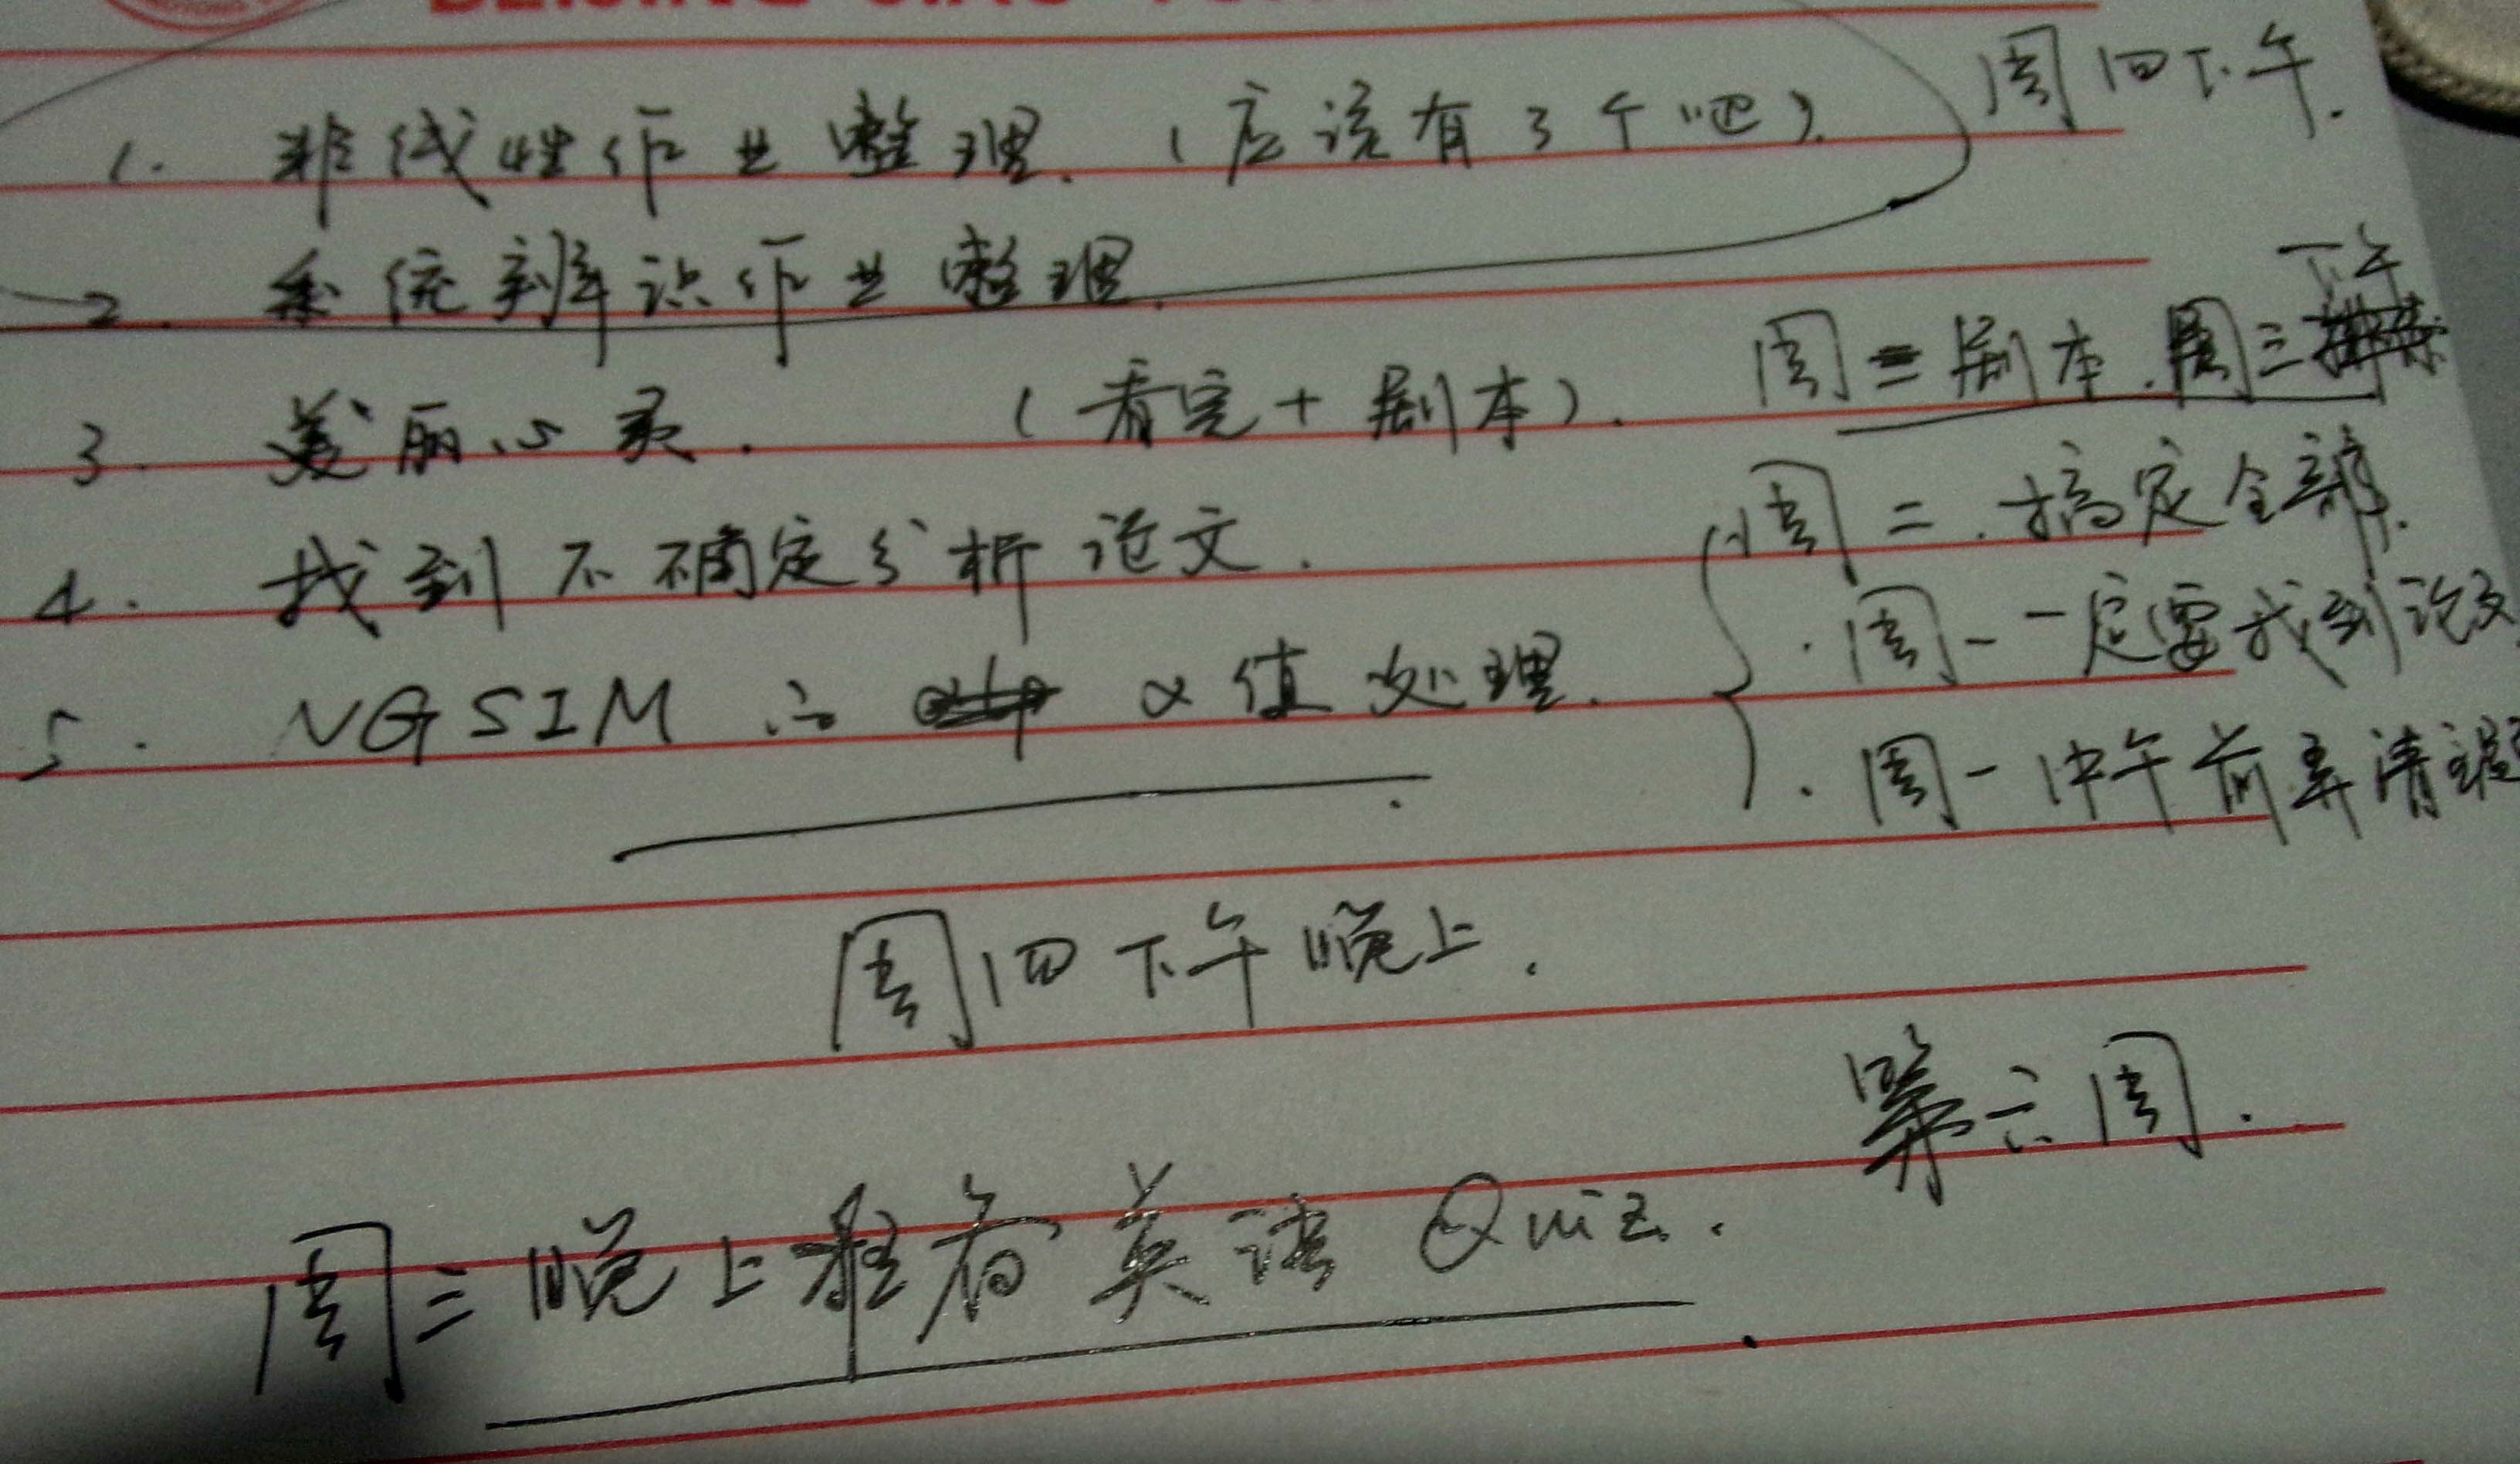 1. 非线性作业整理.（应该有3个吧）. 周四下午.
2. 系统辨识作业整理.
下午
3. 美丽心灵. （看完+剧本）. 周二剧本.周三
周二.搞定全部.
4. 找到不确定分析论文.
·周一一定要找到论文
5. NGSIM 的 α值处理.
·周一中午前弄清
周四下午晚上.
第六周.
周三晚上 看英语 Quiz.